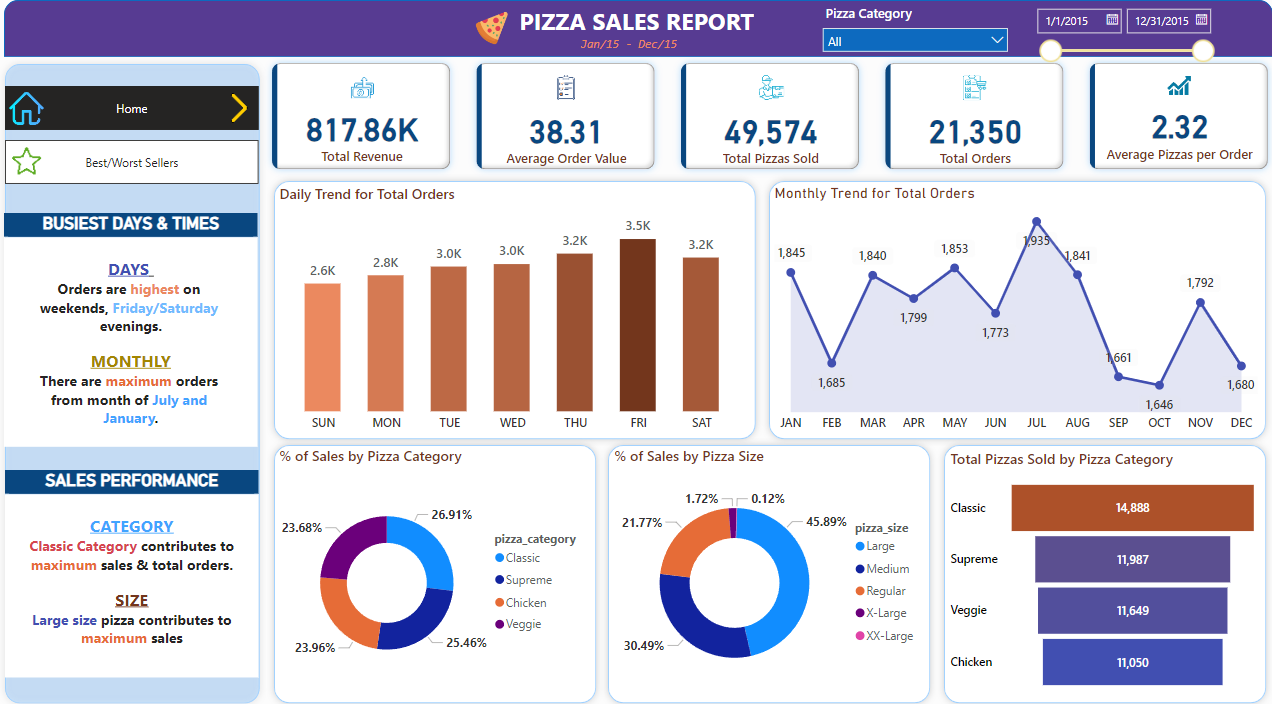 PIZZA SALES REPORT
Jan/15 - Dec/15
Pizza Category
All
1/1/2015
12/31/2015
Home
Best/Worst Sellers
BUSIEST DAYS & TIMES
DAYS
Orders are highest on
weekends, Friday/Saturday
evenings.
MONTHLY
There are maximum orders
from month of July and
January.
SALES PERFORMANCE
CATEGORY
Classic Category contributes to
maximum sales & total orders.
SIZE
Large size pizza contributes to
maximum sales
817.86K
Total Revenue
38.31
Average Order Value
49,574
Total Pizzas Sold
21,350
Total Orders
2.32
Average Pizzas per Order
Daily Trend for Total Orders
2.6K
2.8K
3.0K
3.0K
3.2K
3.5K
3.2K
SUN
MON
TUE
WED
THU
FRI
SAT
Monthly Trend for Total Orders
1,845
1,685
1,840
1,799
1,853
1,773
1,935
1,841
1,661
1,646
1,792
1,680
JAN
FEB
MAR
APR
MAY
JUN
JUL
AUG
SEP
OCT
NOV
DEC
% of Sales by Pizza Category
26.91%
25.46%
23.96%
23.68%
pizza_category
Classic
Supreme
Chicken
Veggie
% of Sales by Pizza Size
1.72%
0.12%
45.89%
21.77%
30.49%
pizza_size
Large
Medium
Regular
X-Large
XX-Large
Total Pizzas Sold by Pizza Category
Classic
14,888
Supreme
11,987
Veggie
11,649
Chicken
11,050